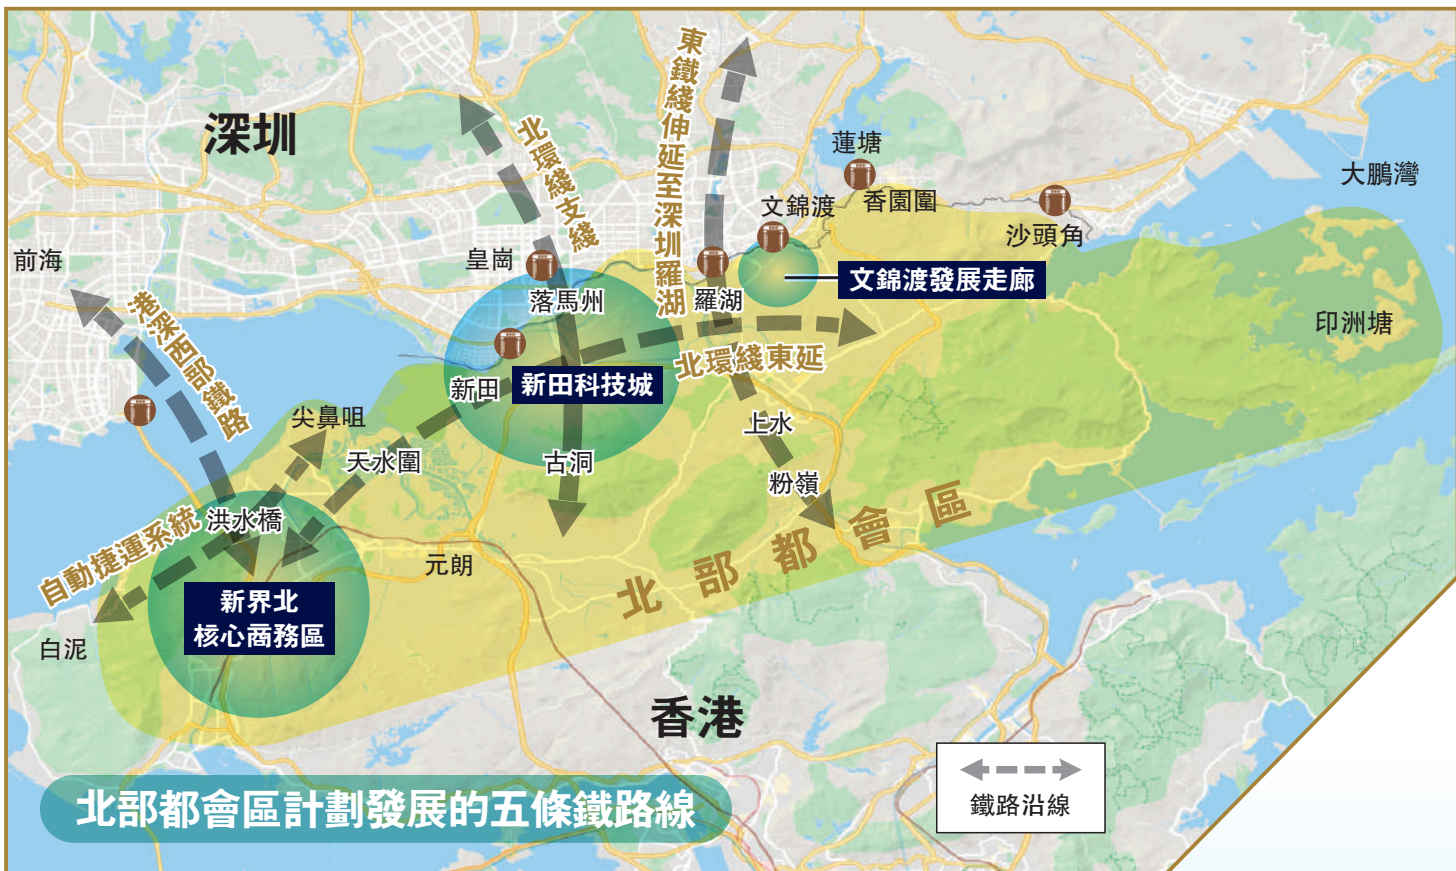 深圳
東鐵綫伸延至深圳羅湖
北環綫支綫
蓮塘
大鵬灣
香園圍
文錦渡
沙頭角
前海
皇崗
文錦渡發展走廊
落馬州
羅湖
印洲塘
港深西部鐵路
北環綫東延
新田
新田科技城
尖鼻咀
上水
天水圍
古洞
粉嶺
洪水橋
自動捷運系統
北部都會區
元朗
新界北
核心商務區
白泥
香港
鐵路沿線
北部都會區計劃發展的五條鐵路線